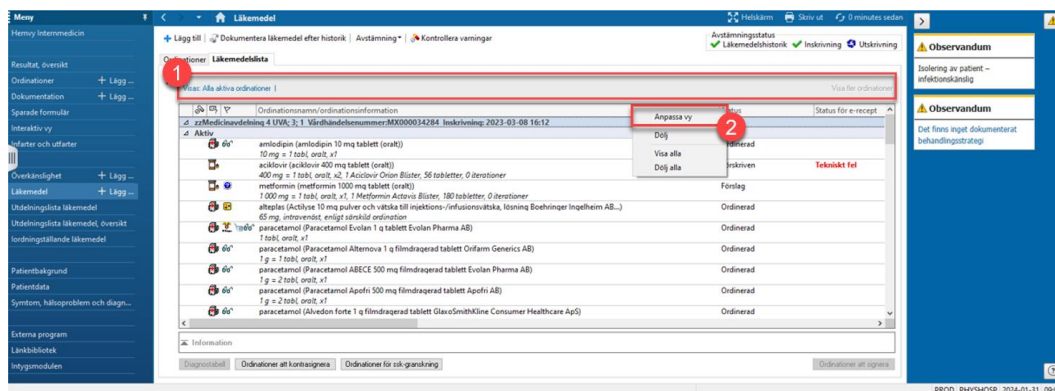 Meny
Läkemedel
Helskärm
Skriv ut
0 minutes sedan
Hemvy Internmedicin
Resultat, översikt
Ordinationer + Lägg ...
Dokumentation + Lägg ...
Sparade formulär
Interaktiv vy
Infarter och utfarter
Överkänslighet + Lägg ...
Läkemedel + Lägg ...
Utdelningslista läkemedel
Utdelningslista läkemedel, översikt
Iordningställande läkemedel
Patientbakgrund
Patientdata
Symtom, hälsoproblem och diagn...
Externa program
Länkbibliotek
Intygsmodulen
+ Lägg till | Dokumentera läkemedel efter historik | Avstämning | Kontrollera varningar
Avstämningsstatus
Läkemedelshistorik Inskrivning Utskrivning
Läkemedelslista
1
Visas: Alla aktiva ordinationer |
Visa fler ordinationer
Ordinationsnamn/ordinationsinformation
Status för e-recept
zzMedicinavdelning 4 UVA; 3; 1 Vårdhändelsenummer:MX000034284 Inskrivning: 2023-03-08 16:12
Anpassa vy
2
Dölj
Visa alla
Dölj alla
Aktiv
amlodipin (amlodipin 10 mg tablett (oralt))
10 mg = 1 tabl, oralt, x1
aciklovir (aciklovir 400 mg tablett (oralt))
Tekniskt fel
400 mg = 1 tabl, oralt, x2, 1 Aciclovir Orion Blister, 56 tabletter, 0 iterationer
metformin (metformin 1000 mg tablett (oralt))
Förslag
1 000 mg = 1 tabl, oralt, x1, 1 Metformin Actavis Blister, 180 tabletter, 0 iterationer
alteplas (Actilyse 10 mg pulver och vätska till injektions-/infusionsvätska, lösning Boehringer Ingelheim AB...)
Ordinerad
65 mg, intravenöst, enligt särskild ordination
paracetamol (Paracetamol Evolan 1 g tablett Evolan Pharma AB)
Ordinerad
1 tabl, oralt, x1
paracetamol (Paracetamol Alternova 1 g filmdragerad tablett Orifarm Generics AB)
Ordinerad
1 g = 1 tabl, oralt, x1
paracetamol (Paracetamol ABECE 500 mg filmdragerad tablett Evolan Pharma AB)
Ordinerad
1 g = 2 tabl, oralt, x1
paracetamol (Paracetamol Apofri 500 mg filmdragerad tablett Apofri AB)
Ordinerad
1 g = 2 tabl, oralt, x1
paracetamol (Alvedon forte 1 g filmdragerad tablett GlaxoSmithKline Consumer Healthcare ApS)
Ordinerad
Information
Diagnostabell
Ordinationer att kontrasignera
Ordinationer för ssk-granskning
Ordinationer att signera
Observandum
Isolering av patient –
infektionskänslig
Observandum
Det finns inget dokumenterat
behandlingsstrategi